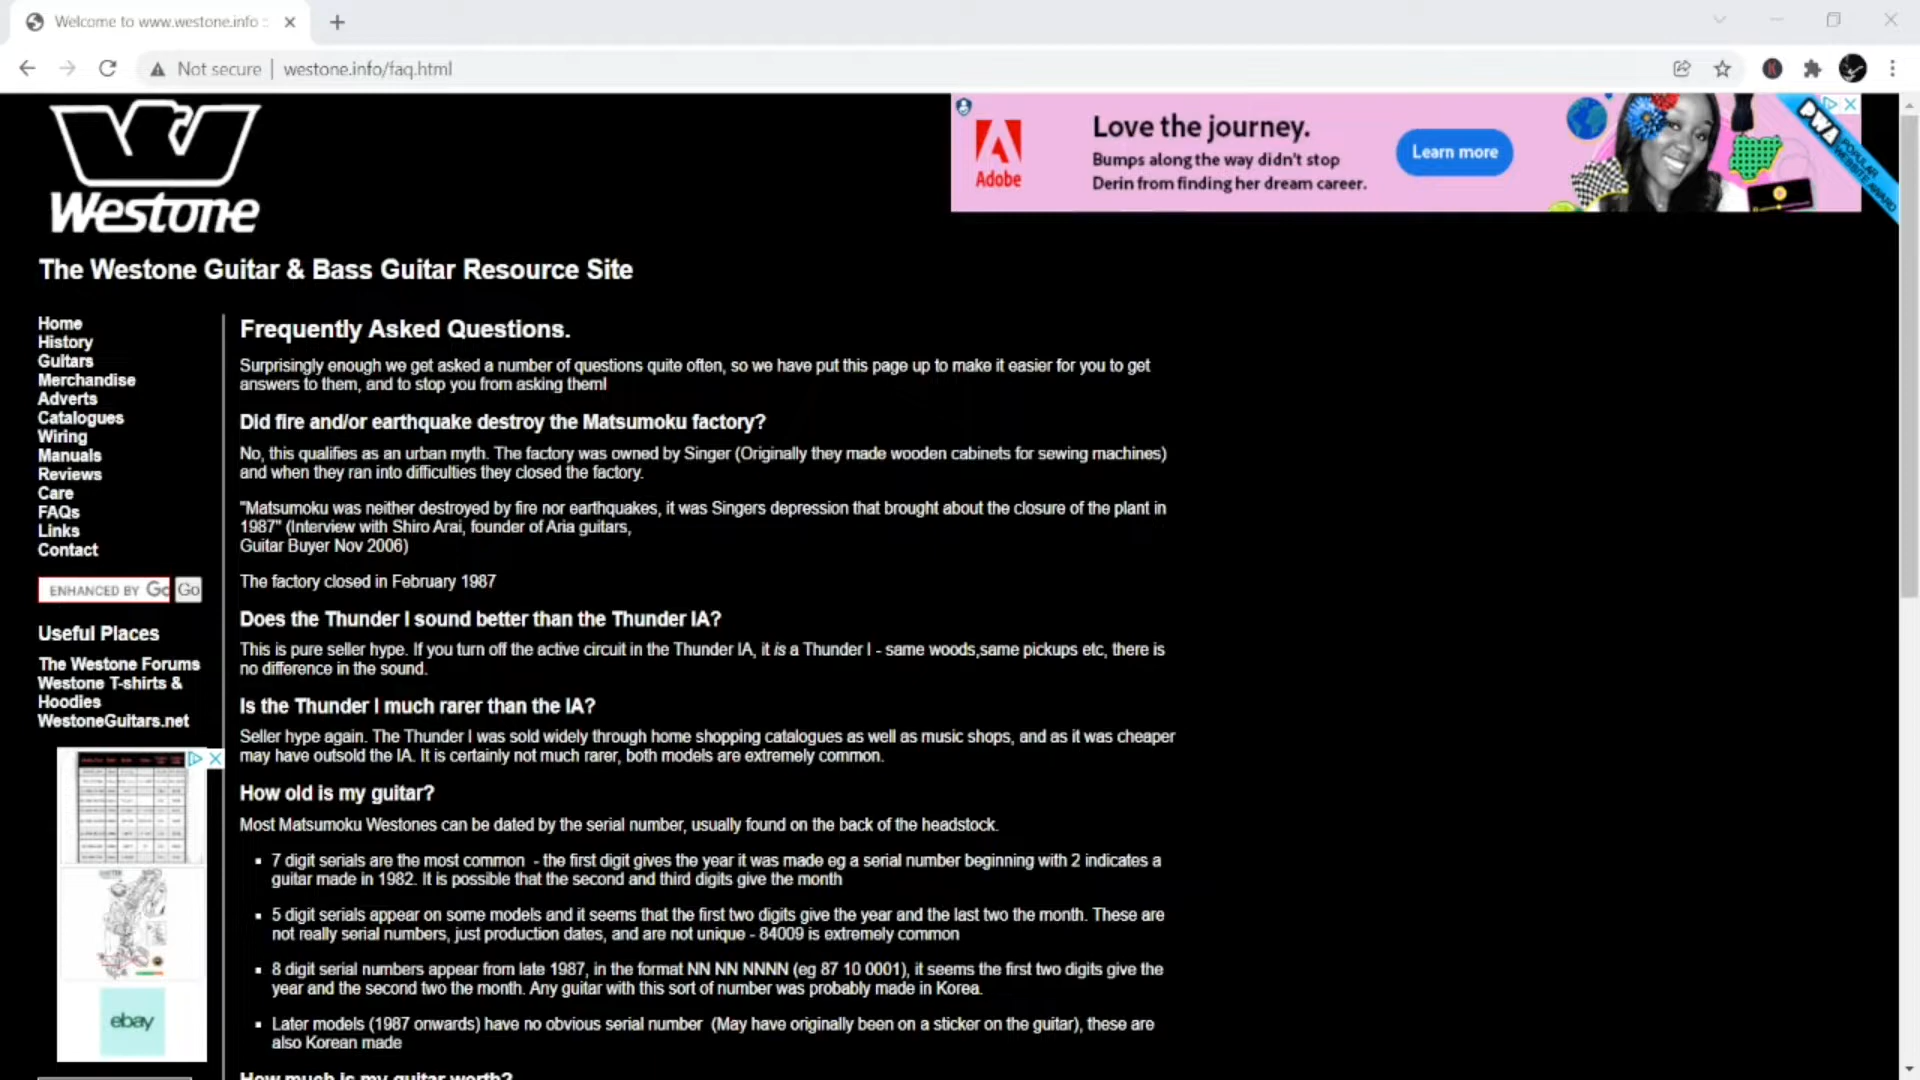 Welcome to www.westone.info ::
Not secure
westone.info/faq.html
Westone
Adobe
Love the journey.
Bumps along the way didn't stop
Derin from finding her dream career.
Learn more
PWA
POPULAR
WEBSITE AWARD
The Westone Guitar & Bass Guitar Resource Site
Home
History
Guitars
Merchandise
Adverts
Catalogues
Wiring
Manuals
Reviews
Care
FAQs
Links
Contact
ENHANCED BY Go
Go
Useful Places
The Westone Forums
Westone T-shirts &
Hoodies
WestoneGuitars.net
ebay
Frequently Asked Questions.
Surprisingly enough we get asked a number of questions quite often, so we have put this page up to make it easier for you to get
answers to them, and to stop you from asking them!
Did fire and/or earthquake destroy the Matsumoku factory?
No, this qualifies as an urban myth. The factory was owned by Singer (Originally they made wooden cabinets for sewing machines)
and when they ran into difficulties they closed the factory.
"Matsumoku was neither destroyed by fire nor earthquakes, it was Singers depression that brought about the closure of the plant in
1987" (Interview with Shiro Arai, founder of Aria guitars,
Guitar Buyer Nov 2006)
The factory closed in February 1987
Does the Thunder I sound better than the Thunder IA?
This is pure seller hype. If you turn off the active circuit in the Thunder IA, it is a Thunder I - same woods,same pickups etc, there is
no difference in the sound.
Is the Thunder I much rarer than the IA?
Seller hype again. The Thunder I was sold widely through home shopping catalogues as well as music shops, and as it was cheaper
may have outsold the IA. It is certainly not much rarer, both models are extremely common.
How old is my guitar?
Most Matsumoku Westones can be dated by the serial number, usually found on the back of the headstock.
7 digit serials are the most common - the first digit gives the year it was made eg a serial number beginning with 2 indicates a
guitar made in 1982. It is possible that the second and third digits give the month
5 digit serials appear on some models and it seems that the first two digits give the year and the last two the month. These are
not really serial numbers, just production dates, and are not unique - 84009 is extremely common
8 digit serial numbers appear from late 1987, in the format NN NN NNNN (eg 87 10 0001), it seems the first two digits give the
year and the second two the month. Any guitar with this sort of number was probably made in Korea.
Later models (1987 onwards) have no obvious serial number (May have originally been on a sticker on the guitar), these are
also Korean made
How much is my guitar worth?